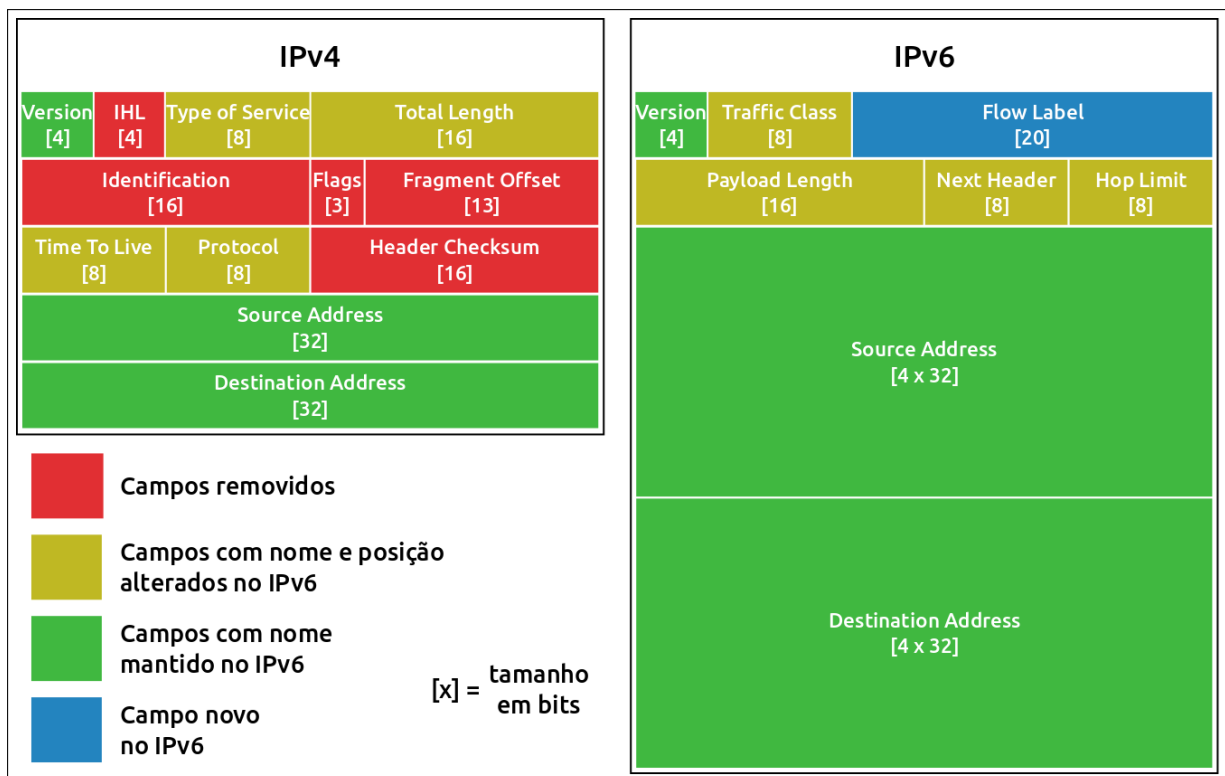 IPv4
Version
[4]
IHL
[4]
Type of Service
[8]
Total Length
[16]
Identification
[16]
Flags
[3]
Fragment Offset
[13]
Time To Live
[8]
Protocol
[8]
Header Checksum
[16]
Source Address
[32]
Destination Address
[32]
Campos removidos
Campos com nome e posição
alterados no IPv6
Campos com nome
mantido no IPv6
Campo novo
no IPv6
[x] = tamanho
em bits
IPv6
Version
[4]
Traffic Class
[8]
Flow Label
[20]
Payload Length
[16]
Next Header
[8]
Hop Limit
[8]
Source Address
[4 x 32]
Destination Address
[4 x 32]